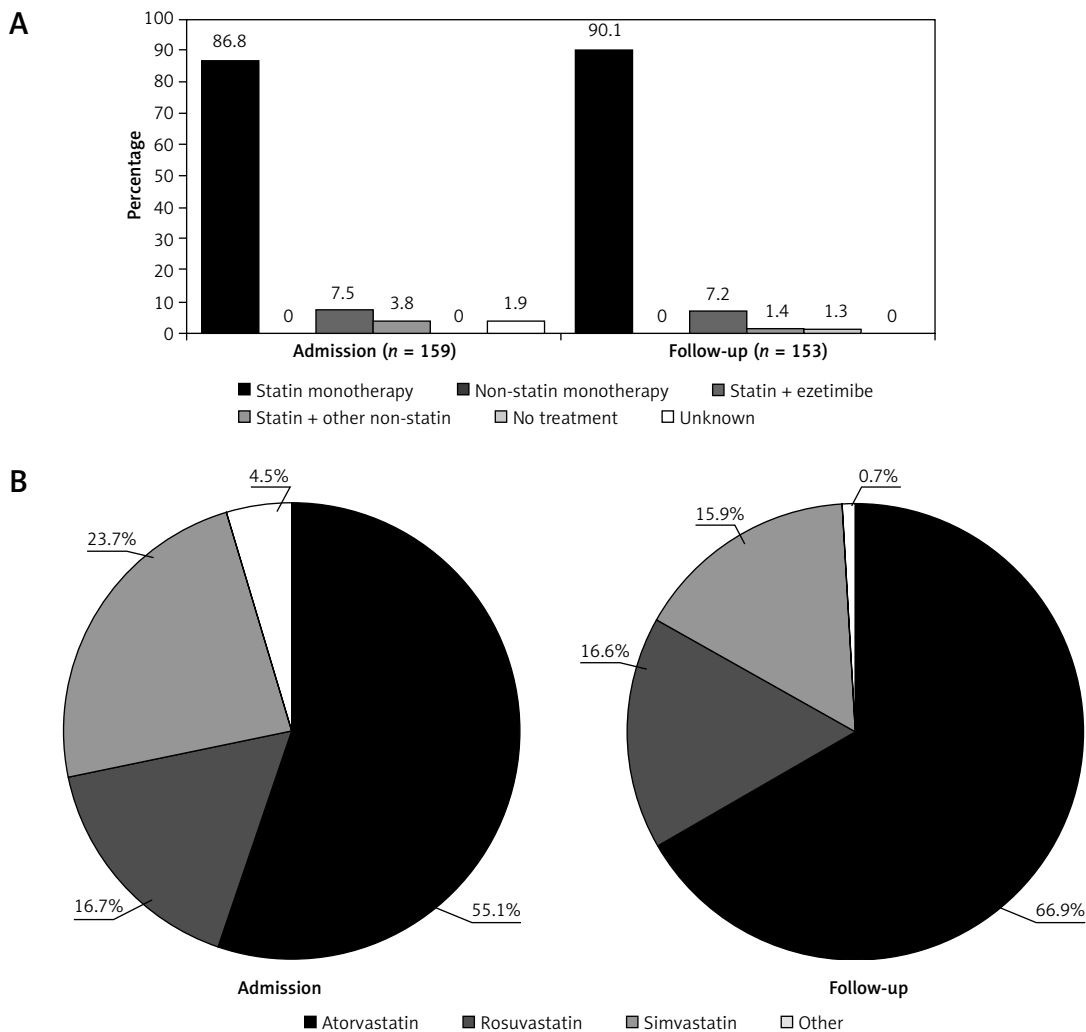 A
Percentage
100
90
80
70
60
50
40
30
20
10
0
86.8
0
7.5
3.8
0
1.9
90.1
0
7.2
1.4
1.3
0
Admission (n = 159)
Follow-up (n = 153)
Statin monotherapy
Non-statin monotherapy
Statin + ezetimibe
Statin + other non-statin
No treatment
Unknown
B
4.5%
23.7%
16.7%
55.1%
Admission
0.7%
15.9%
16.6%
66.9%
Follow-up
Atorvastatin
Rosuvastatin
Simvastatin
Other